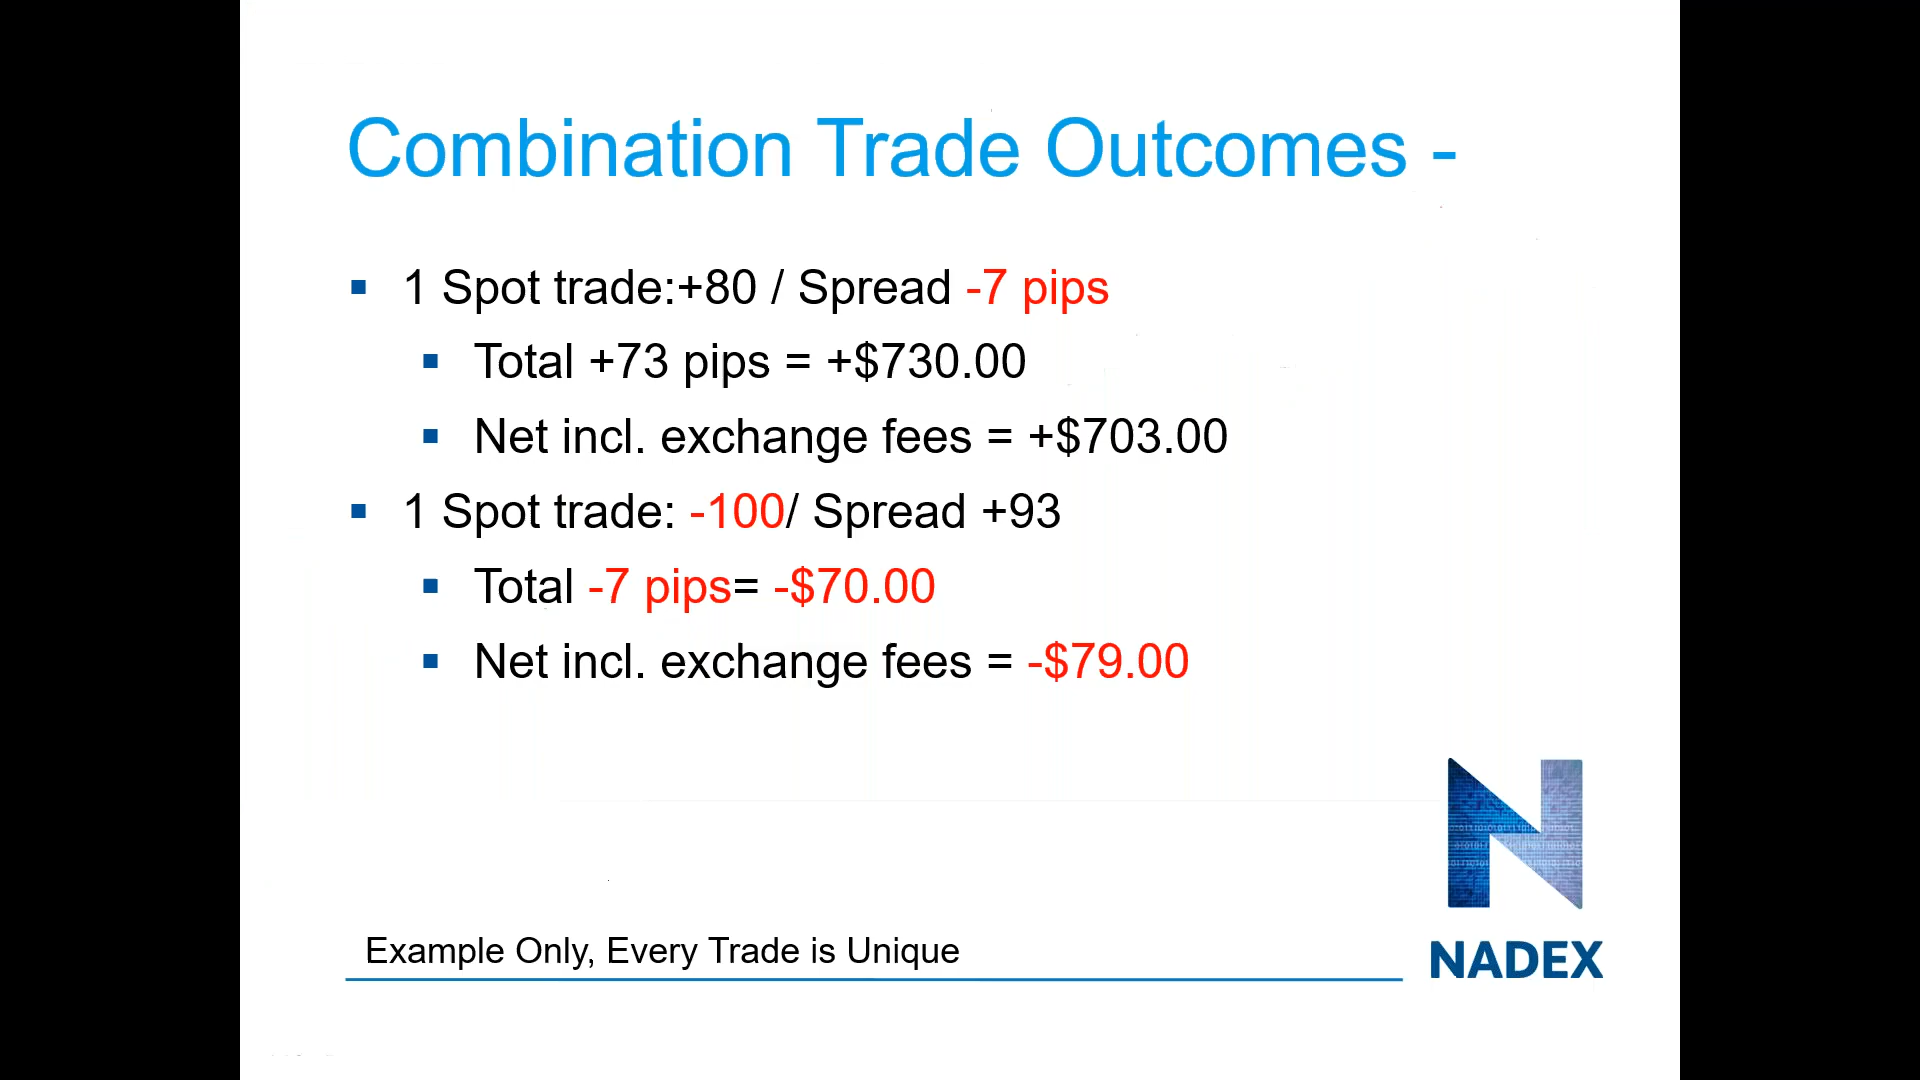 Combination Trade Outcomes -
1 Spot trade:+80 / Spread -7 pips
Total +73 pips = +$730.00
Net incl. exchange fees = +$703.00
1 Spot trade: -100/ Spread +93
Total -7 pips= -$70.00
Net incl. exchange fees = -$79.00
Example Only, Every Trade is Unique
NADEX